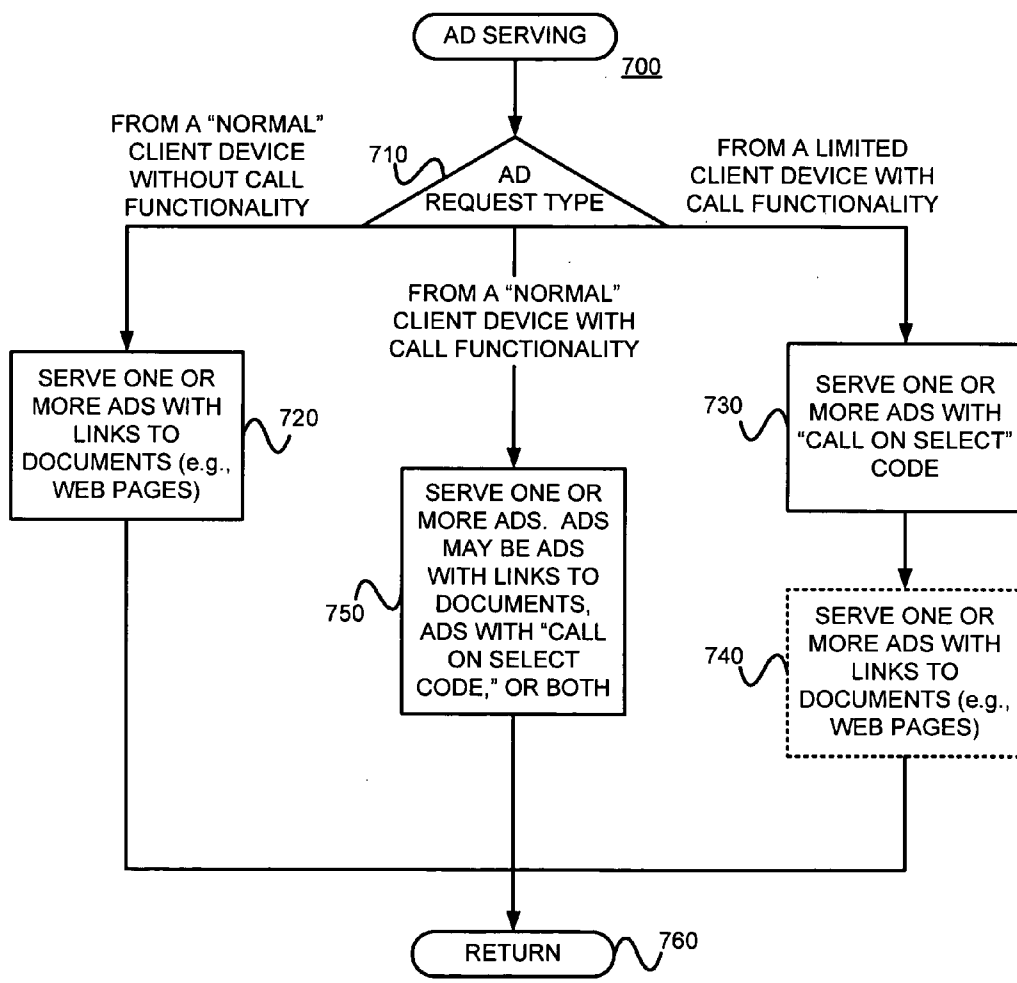 AD SERVING
700
FROM A "NORMAL"
CLIENT DEVICE
WITHOUT CALL
FUNCTIONALITY
710
AD
REQUEST TYPE
FROM A LIMITED
CLIENT DEVICE WITH
CALL FUNCTIONALITY
FROM A "NORMAL"
CLIENT DEVICE WITH
CALL FUNCTIONALITY
SERVE ONE OR
MORE ADS WITH
LINKS TO
DOCUMENTS (e.g.,
WEB PAGES)
720
730
SERVE ONE OR
MORE ADS WITH
"CALL ON SELECT"
CODE
750
SERVE ONE OR
MORE ADS. ADS
MAY BE ADS
WITH LINKS TO
DOCUMENTS,
ADS WITH "CALL
ON SELECT
CODE," OR BOTH
740
SERVE ONE OR
MORE ADS WITH
LINKS TO
DOCUMENTS (e.g.,
WEB PAGES)
RETURN
760